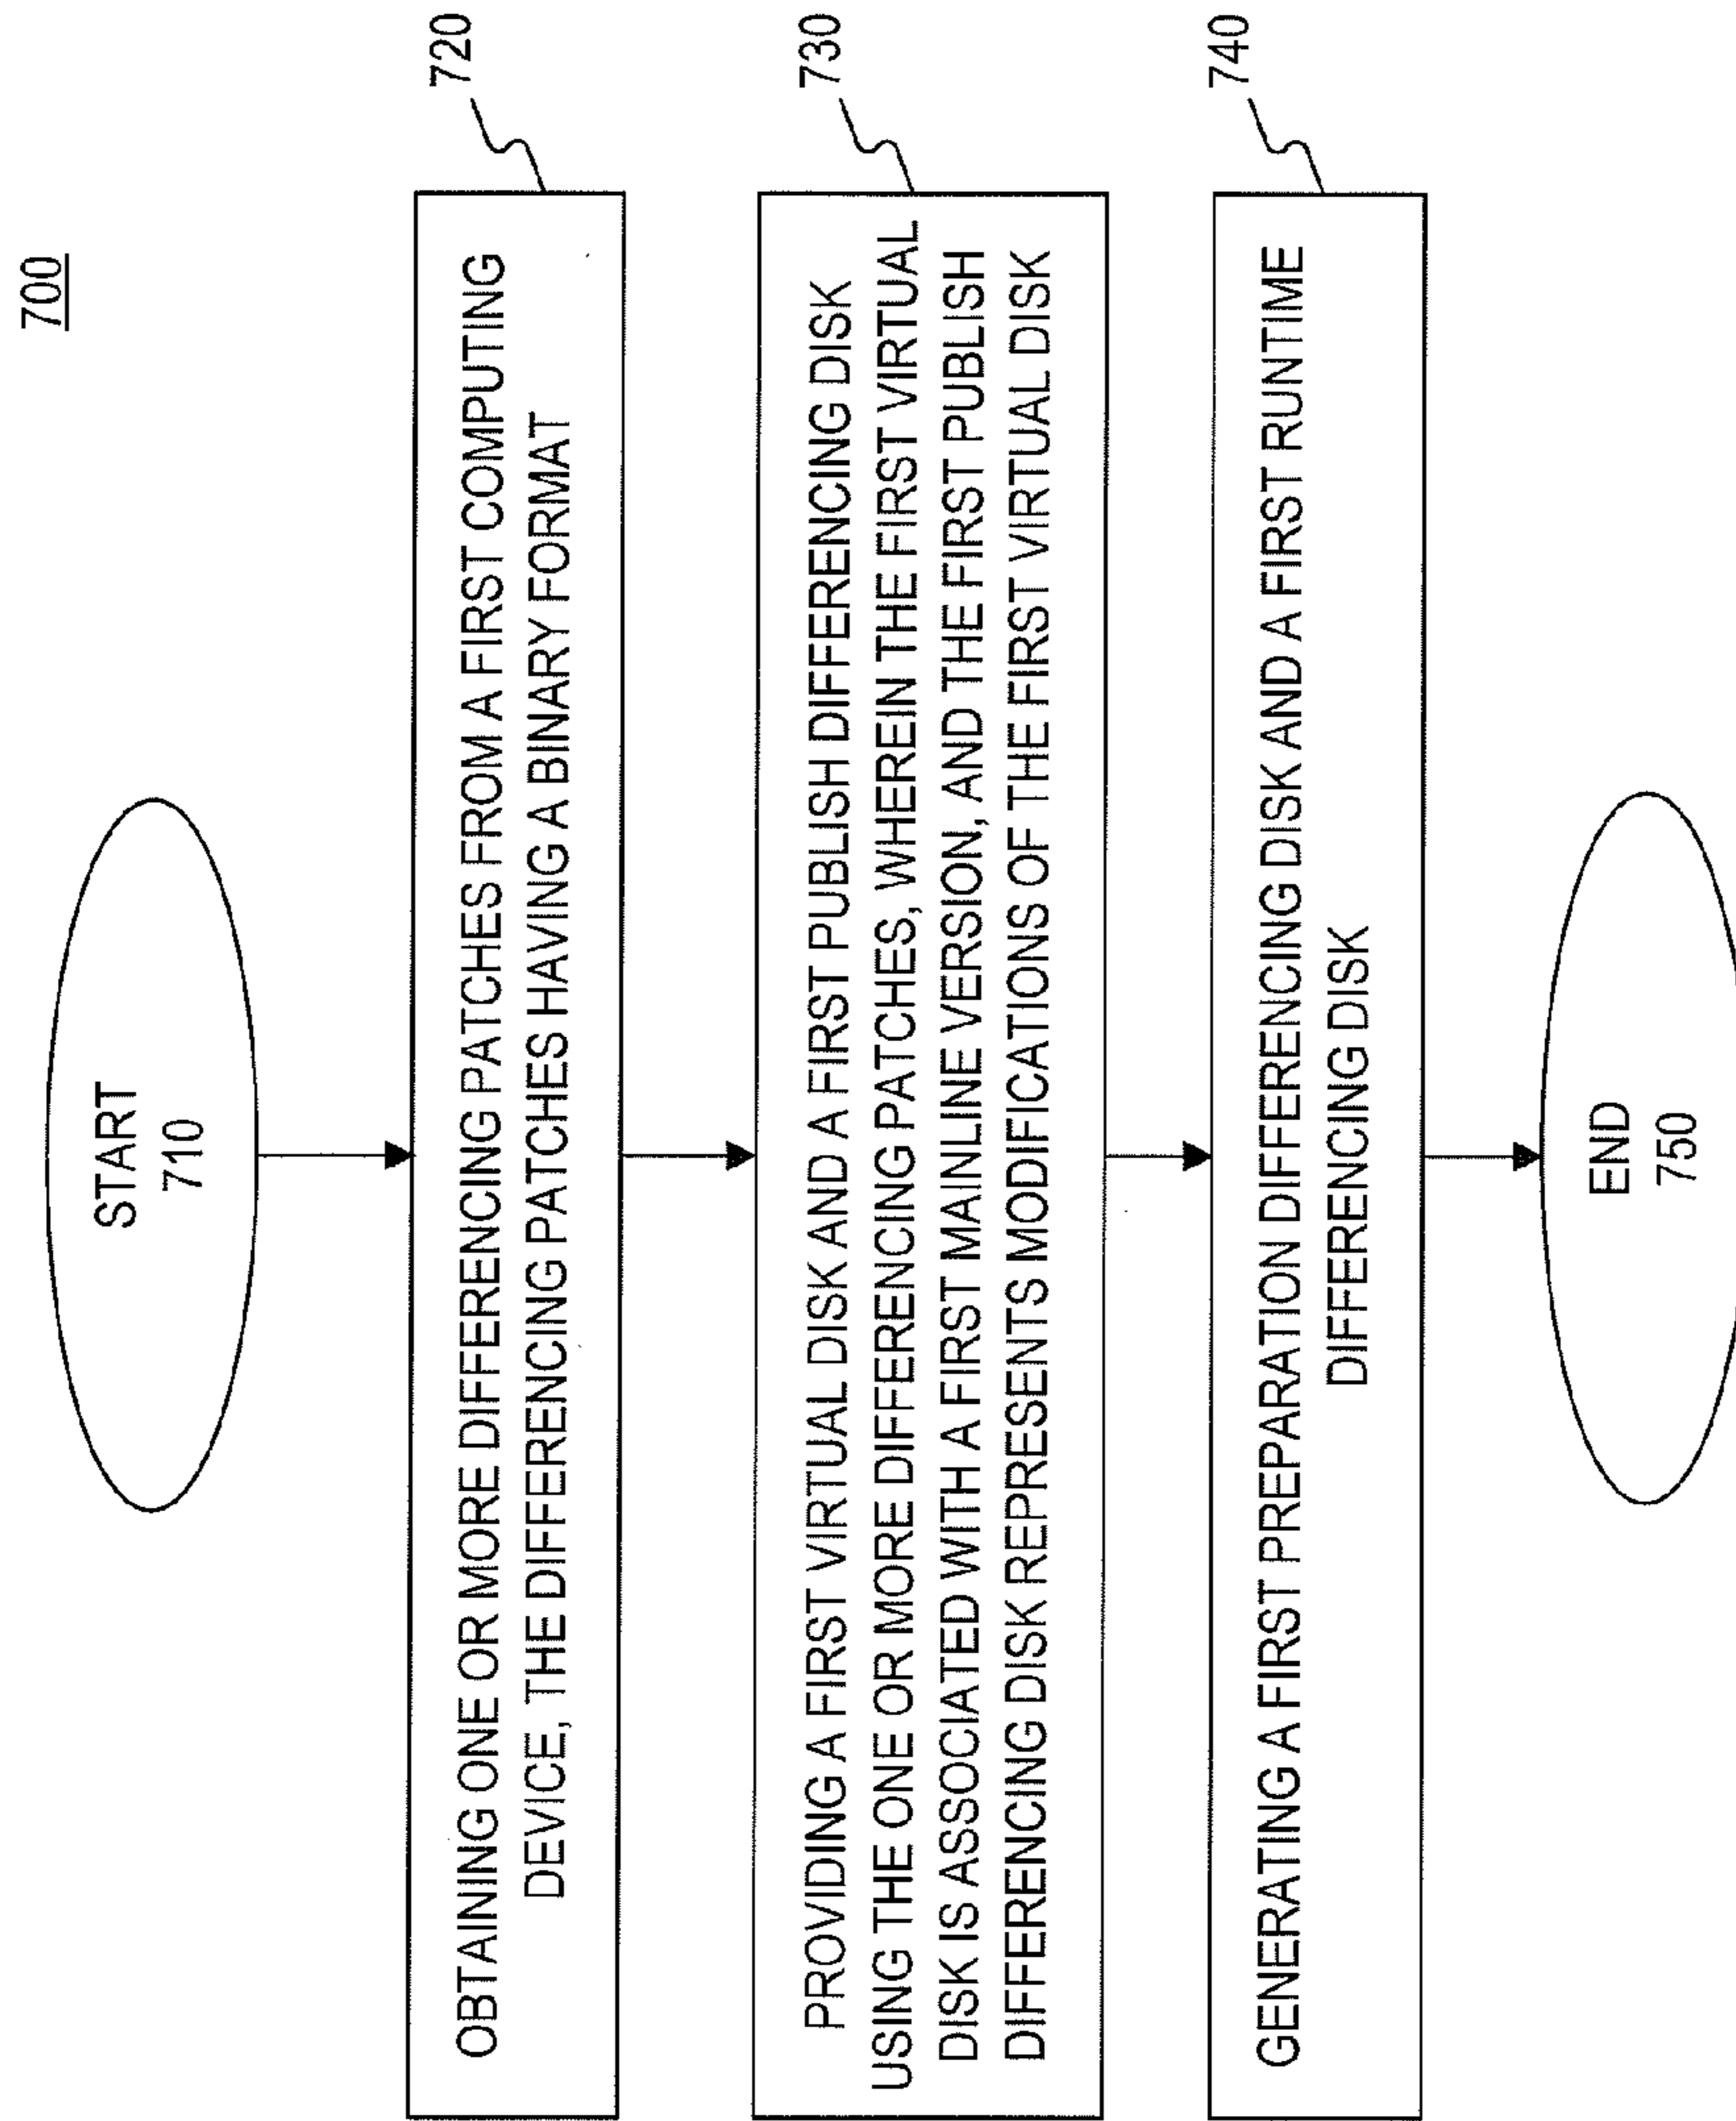 700
START
710
720
OBTAINING ONE OR MORE DIFFERENCING PATCHES FROM A FIRST COMPUTING
DEVICE, THE DIFFERENCING PATCHES HAVING A BINARY FORMAT
730
PROVIDING A FIRST VIRTUAL DISK AND A FIRST PUBLISH DIFFERENCING DISK
USING THE ONE OR MORE DIFFERENCING PATCHES, WHEREIN THE FIRST VIRTUAL
DISK IS ASSOCIATED WITH A FIRST MAINLINE VERSION, AND THE FIRST PUBLISH
DIFFERENCING DISK REPRESENTS MODIFICATIONS OF THE FIRST VIRTUAL DISK
740
GENERATING A FIRST PREPARATION DIFFERENCING DISK AND A FIRST RUNTIME
DIFFERENCING DISK
END
750